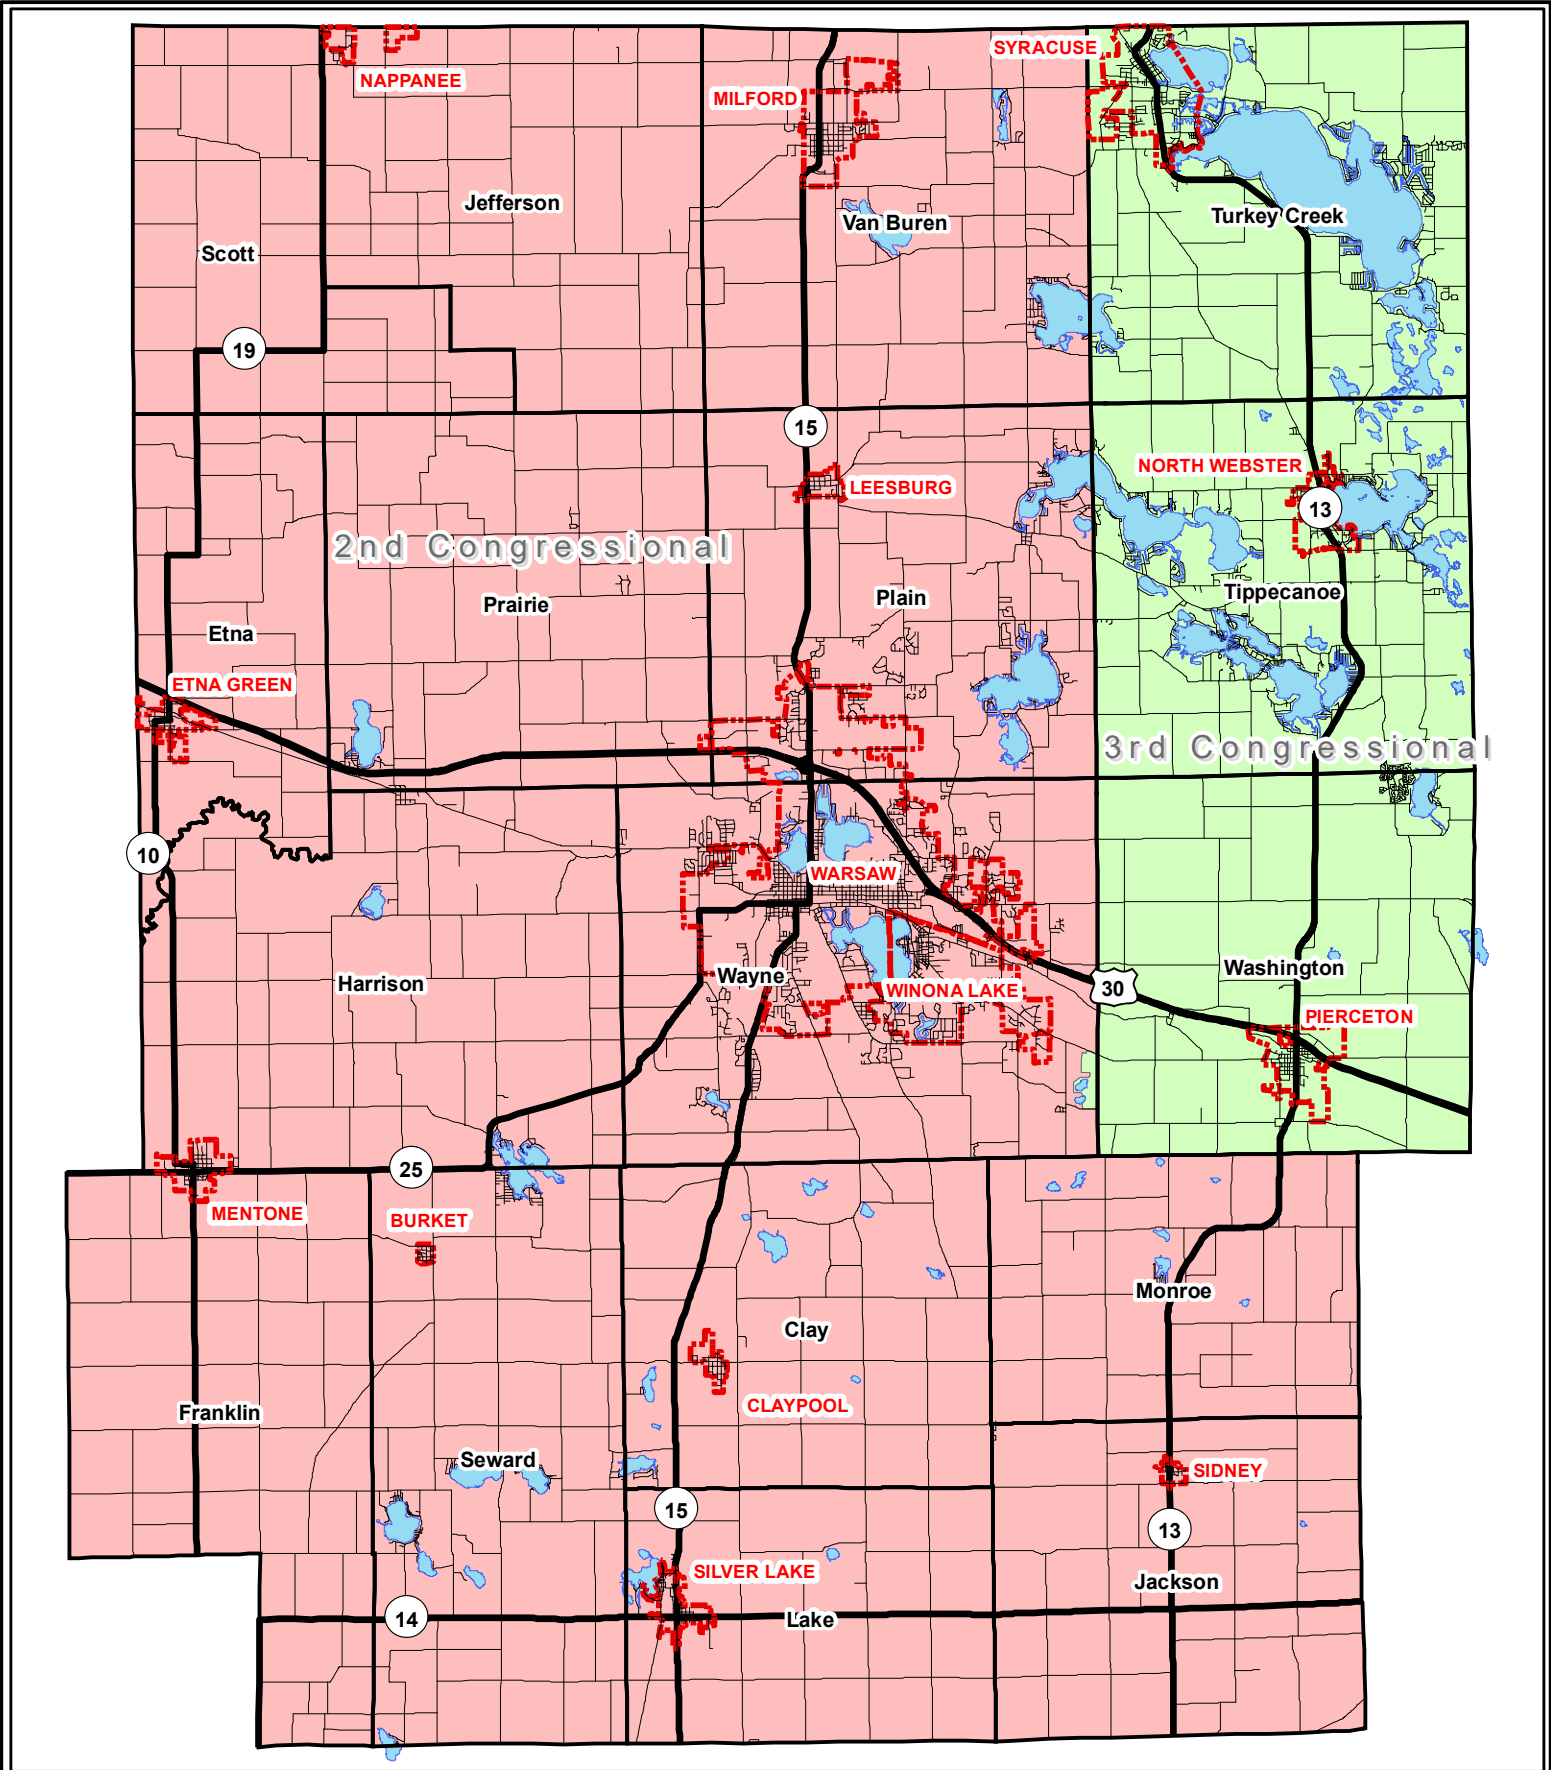 SYRACUSE
NAPPANEE
MILFORD
Jefferson
Turkey Creek
Van Buren
Scott
19
15
NORTH WEBSTER
LEESBURG
13
2nd Congressional
Tippecanoe
Plain
Prairie
Etna
ETNA GREEN
3rd Congressional
10
WARSAW
Washington
Wayne
Harrison
WINONA LAKE
30
PIERCETON
25
MENTONE
BURKET
Monroe
Clay
CLAYPOOL
Franklin
Seward
SIDNEY
15
13
SILVER LAKE
Jackson
14
Lake